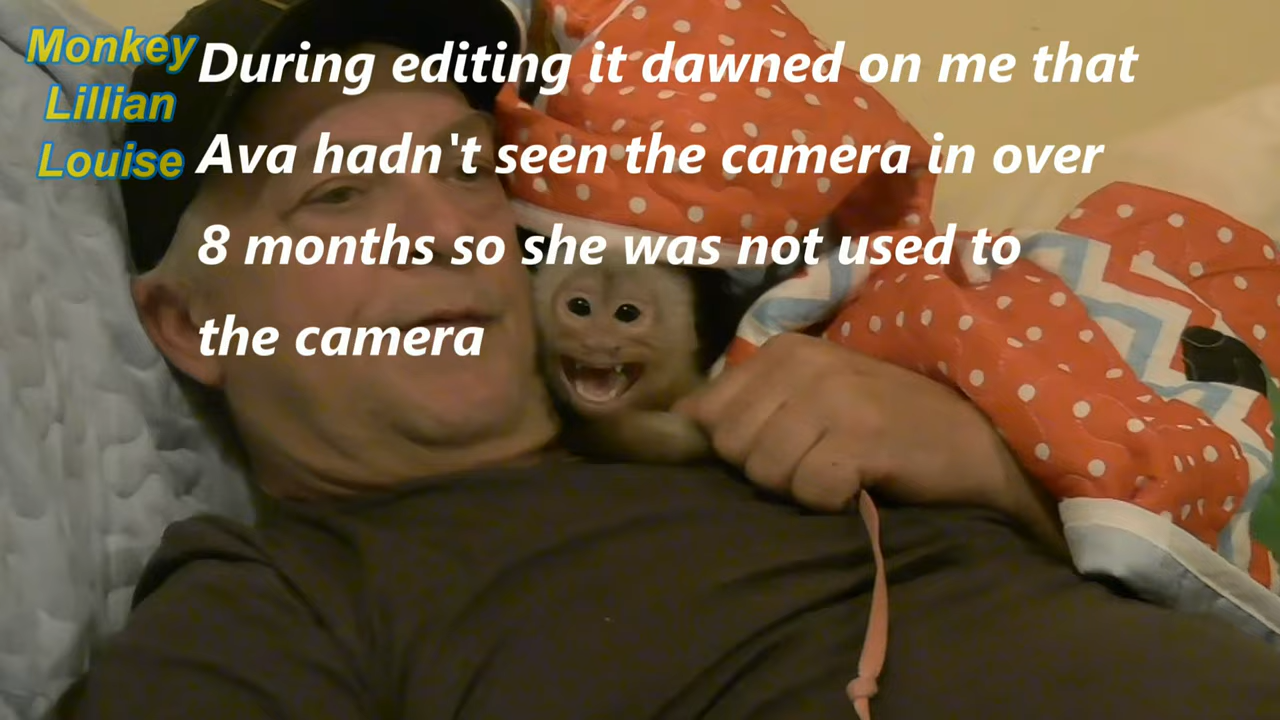 Monkey
Lillian
Louise
During editing it dawned on me that
Ava hadn't seen the camera in over
8 months so she was not used to
the camera